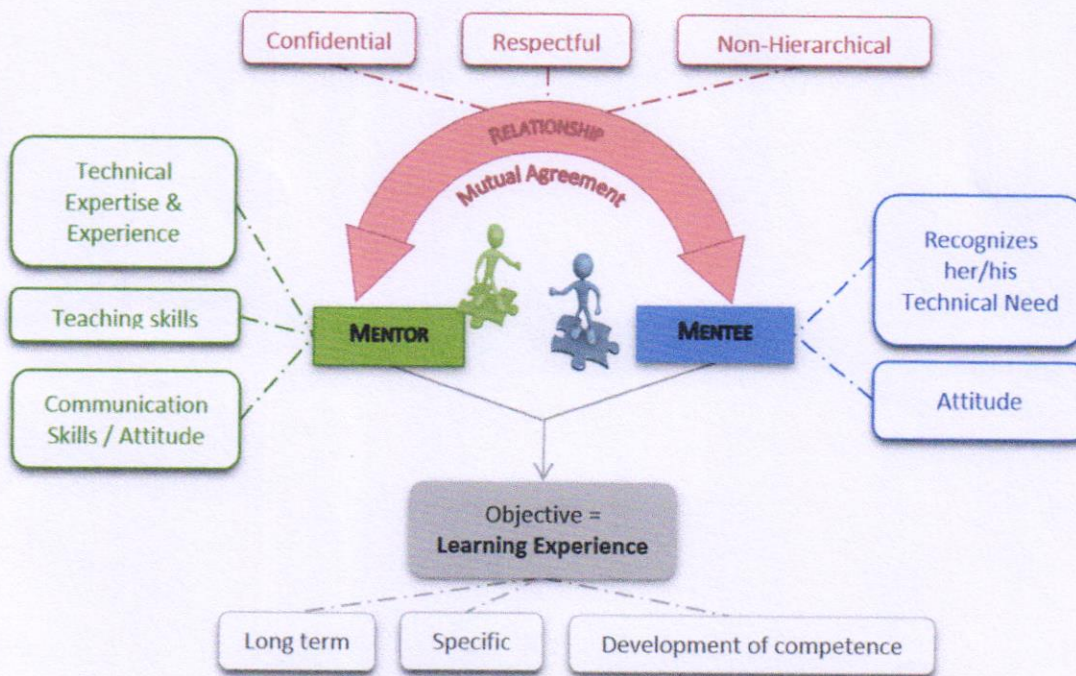 Confidential
Respectful
Non-Hierarchical
RELATIONSHIP
Mutual Agreement
Technical
Expertise &
Experience
Teaching skills
Communication
Skills / Attitude
MENTOR
MENTEE
Recognizes
her/his
Technical Need
Attitude
Objective =
Learning Experience
Long term
Specific
Development of competence